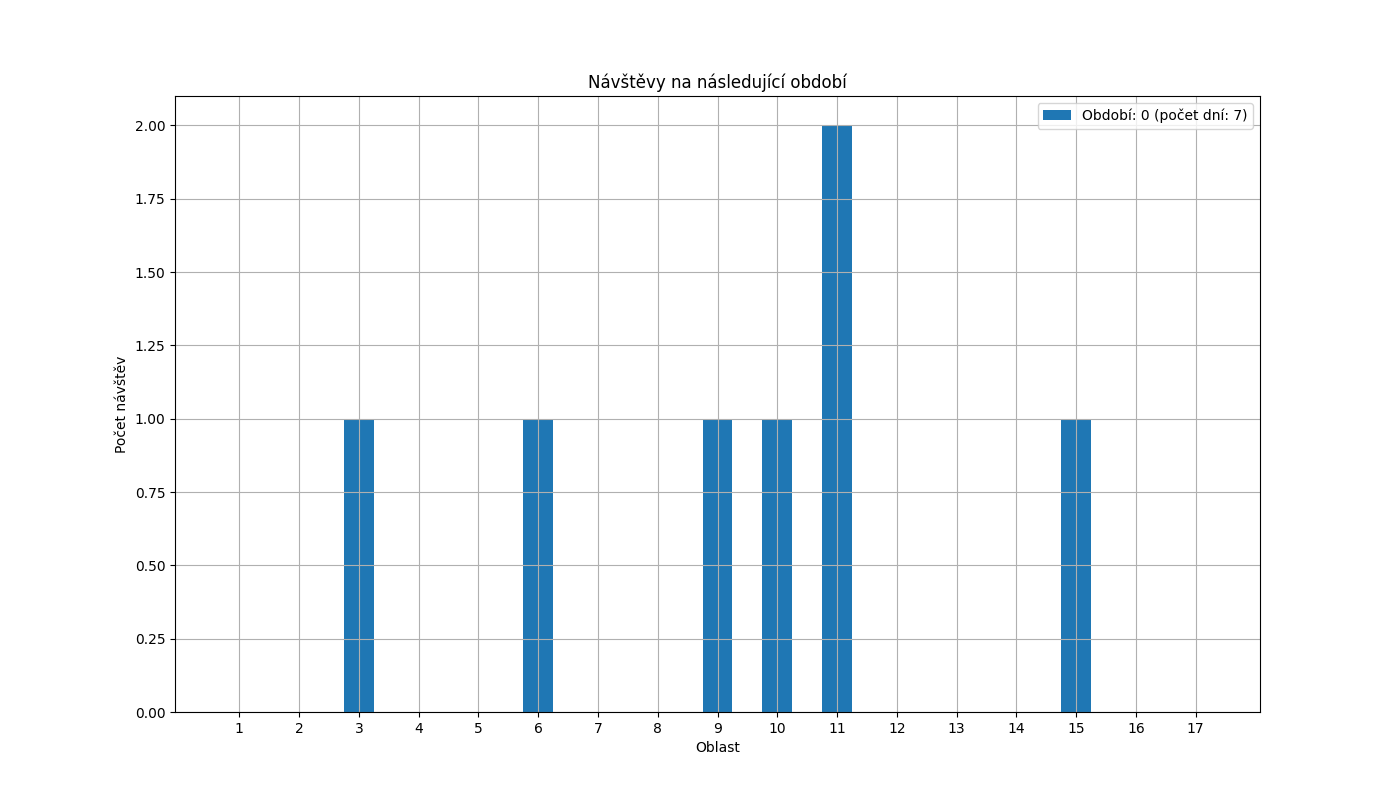 Návštěvy na následující období
Období: 0 (počet dní: 7)
2.00
1.75
1.50
1.25
1.00
0.75
0.50
0.25
0.00
Počet návštěv
1 2 3 4 5 6 7 8 9 10 11 12 13 14 15 16 17
Oblast